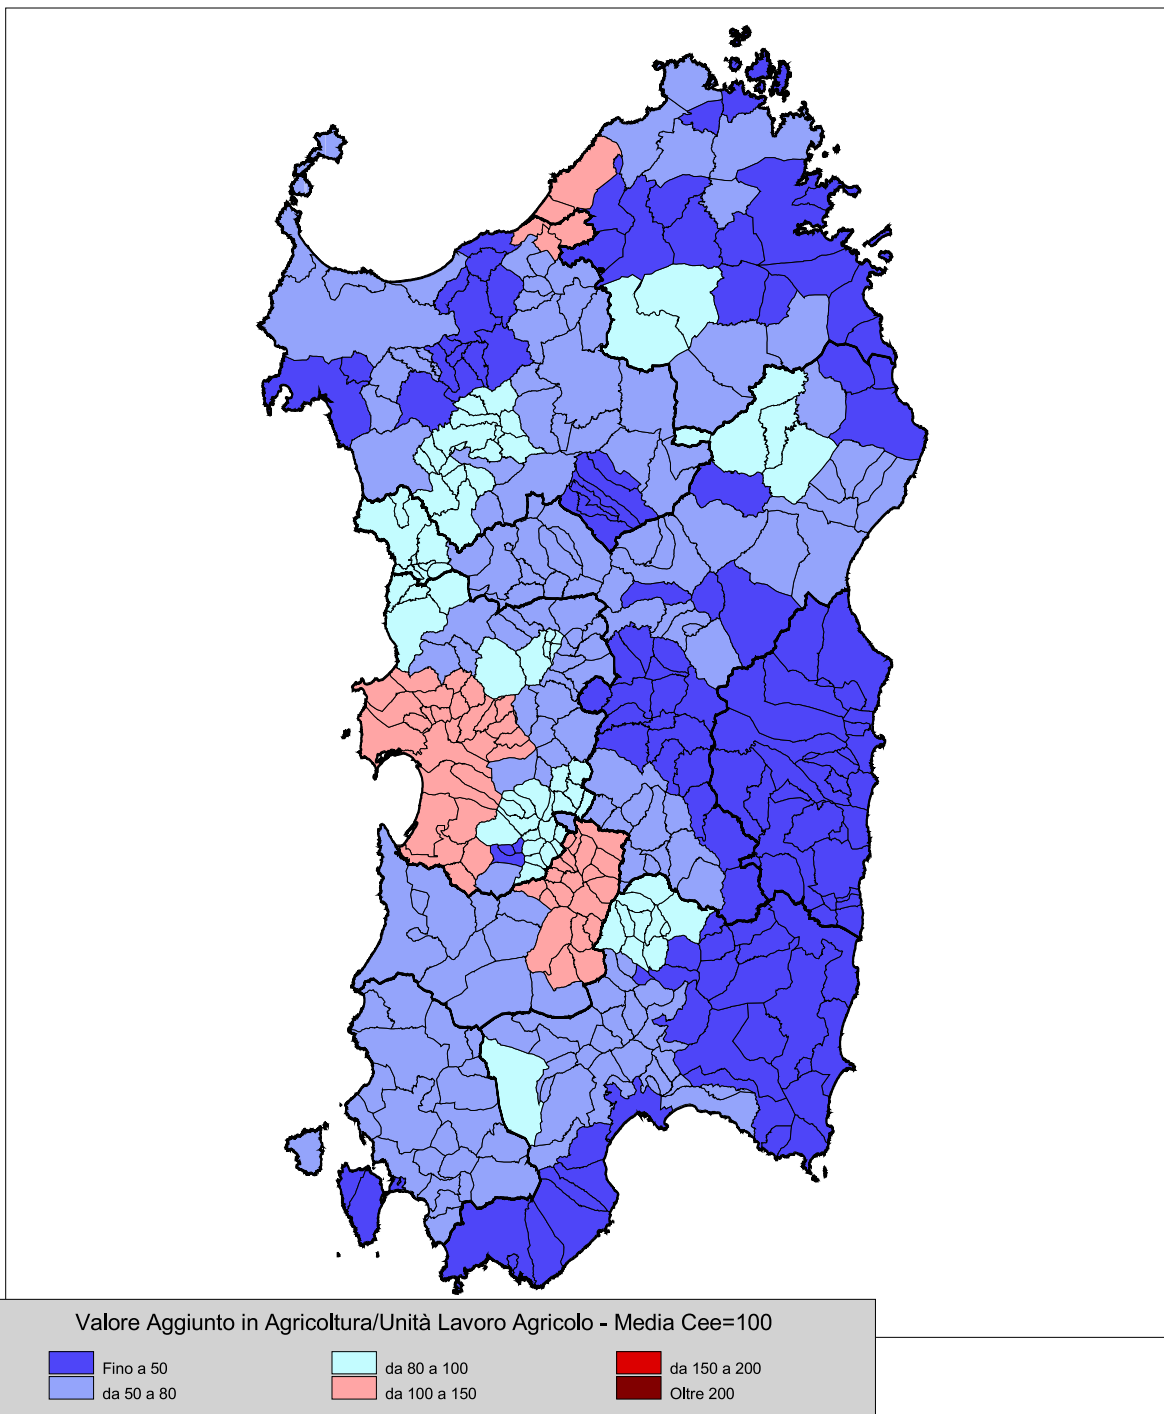 Valore Aggiunto in Agricoltura/Unità Lavoro Agricolo - Media Cee=100
Fino a 50
da 80 a 100
da 150 a 200
da 50 a 80
da 100 a 150
Oltre 200